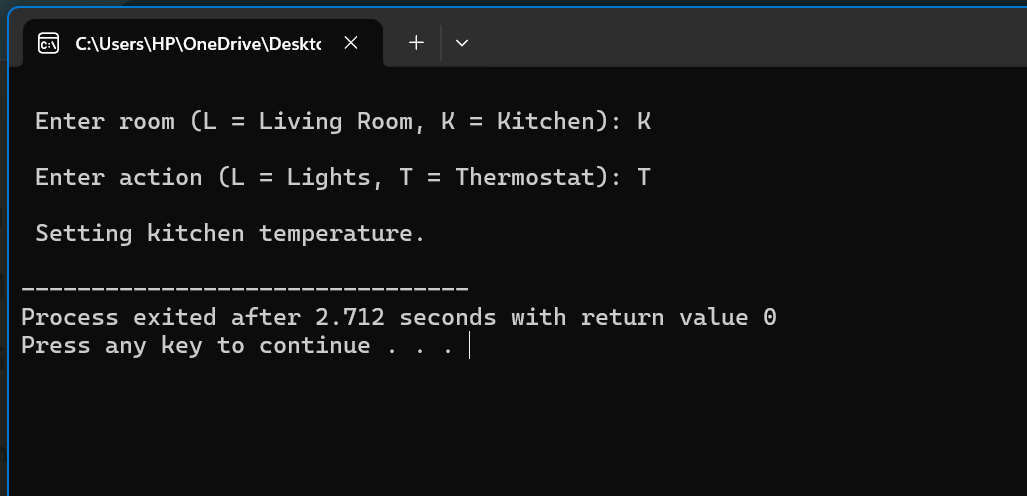 C:\Users\HP\OneDrive\Deskto
Enter room (L = Living Room, K = Kitchen): K
Enter action (L = Lights, T = Thermostat): T
Setting kitchen temperature.
--------------------------------
Process exited after 2.712 seconds with return value 0
Press any key to continue . . .